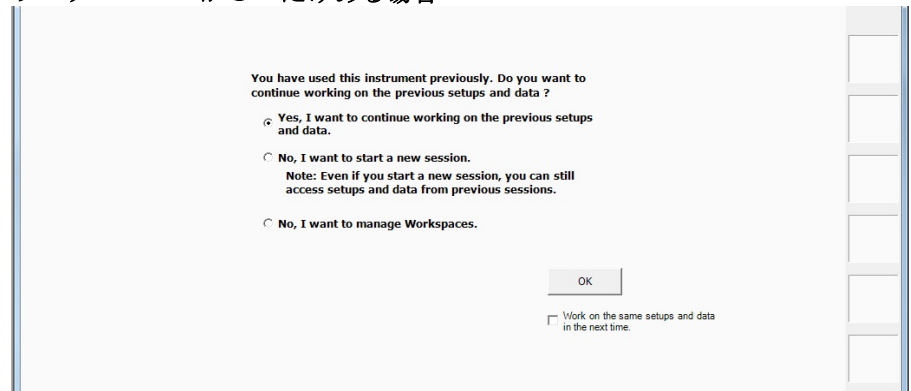 You have used this instrument previously. Do you want to
continue working on the previous setups and data ?
Yes, I want to continue working on the previous setups
and data.
No, I want to start a new session.
Note: Even if you start a new session, you can still
access setups and data from previous sessions.
No, I want to manage Workspaces.
OK
Work on the same setups and data
in the next time.